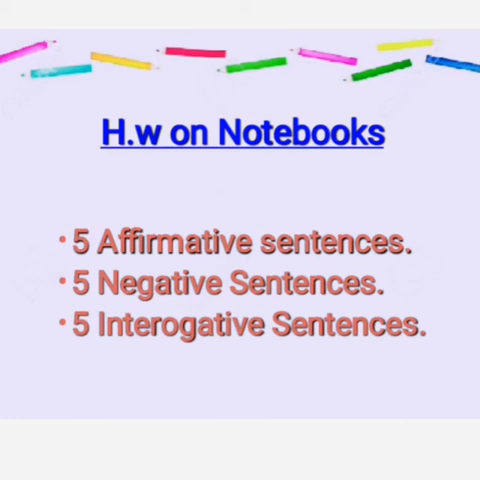 H.w on Notebooks
• 5 Affirmative sentences.
• 5 Negative Sentences.
• 5 Interogative Sentences.